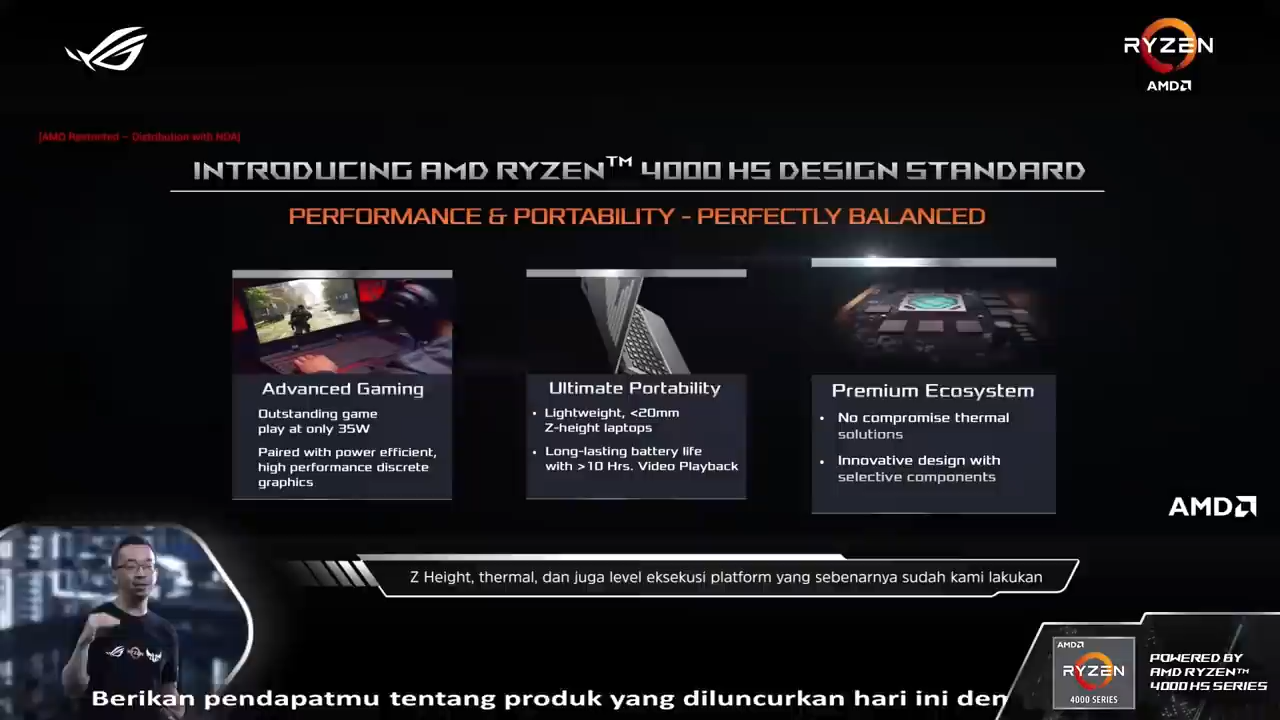 RYZEN
AMD
[AMD Restricted – Distribution with NDA]
INTRODUCING AMD RYZEN™ 4000 HS DESIGN STANDARD
PERFORMANCE & PORTABILITY - PERFECTLY BALANCED
Advanced Gaming
Outstanding game
play at only 35W
Paired with power efficient,
high performance discrete
graphics
Ultimate Portability
• Lightweight, <20mm
Z-height laptops
• Long-lasting battery life
with >10 Hrs. Video Playback
Premium Ecosystem
• No compromise thermal
solutions
• Innovative design with
selective components
AMD
Z Height, thermal, dan juga level eksekusi platform yang sebenarnya sudah kami lakukan
AMD
RYZEN
4000 SERIES
POWERED BY
AMD RYZEN™
4000 HS SERIES
Berikan pendapatmu tentang produk yang diluncurkan hari ini den